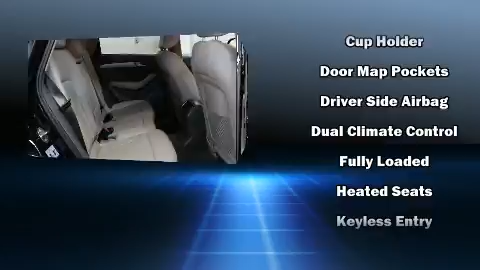 Cup Holder
Door Map Pockets
Driver Side Airbag
Dual Climate Control
Fully Loaded
Heated Seats
Keyless Entry